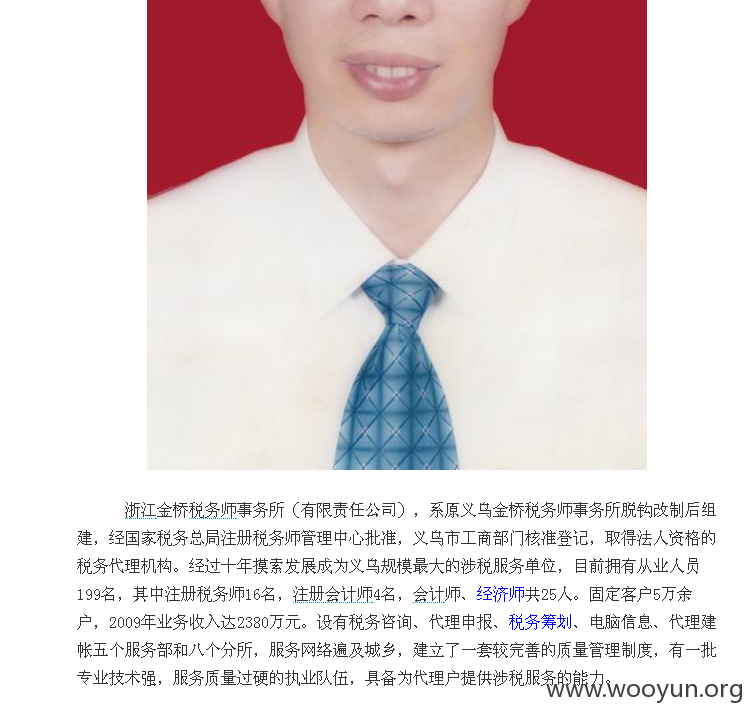 浙江金桥税务师事务所（有限责任公司），系原义乌金桥税务师事务所脱钩改制后组
建，经国家税务总局注册税务师管理中心批准，义乌市工商部门核准登记，取得法人资格的
税务代理机构。经过十年摸索发展成为义乌规模最大的涉税服务单位，目前拥有从业人员
199名，其中注册税务师16名，注册会计师4名，会计师、经济师共25人。固定客户5万余
户，2009年业务收入达2380万元。设有税务咨询、代理申报、税务筹划、电脑信息、代理建
帐五个服务部和八个分所，服务网络遍及城乡，建立了一套较完善的质量管理制度，有一批
专业技术强，服务质量过硬的执业队伍，具备为代理户提供涉税服务的能力。
www.wooyun.org